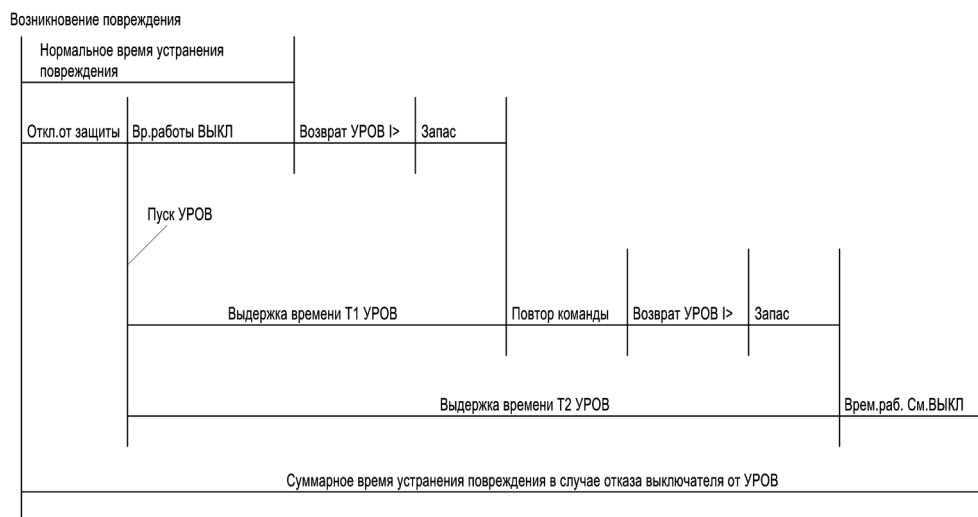 Возникновение повреждения
Нормальное время устранения
повреждения
Откл.от защиты
Вр.работы ВЫКЛ
Возврат УРОВ I>
Запас
Пуск УРОВ
Выдержка времени Т1 УРОВ
Повтор команды
Возврат УРОВ I>
Запас
Выдержка времени Т2 УРОВ
Врем.раб. См.ВЫКЛ
Суммарное время устранения повреждения в случае отказа выключателя от УРОВ